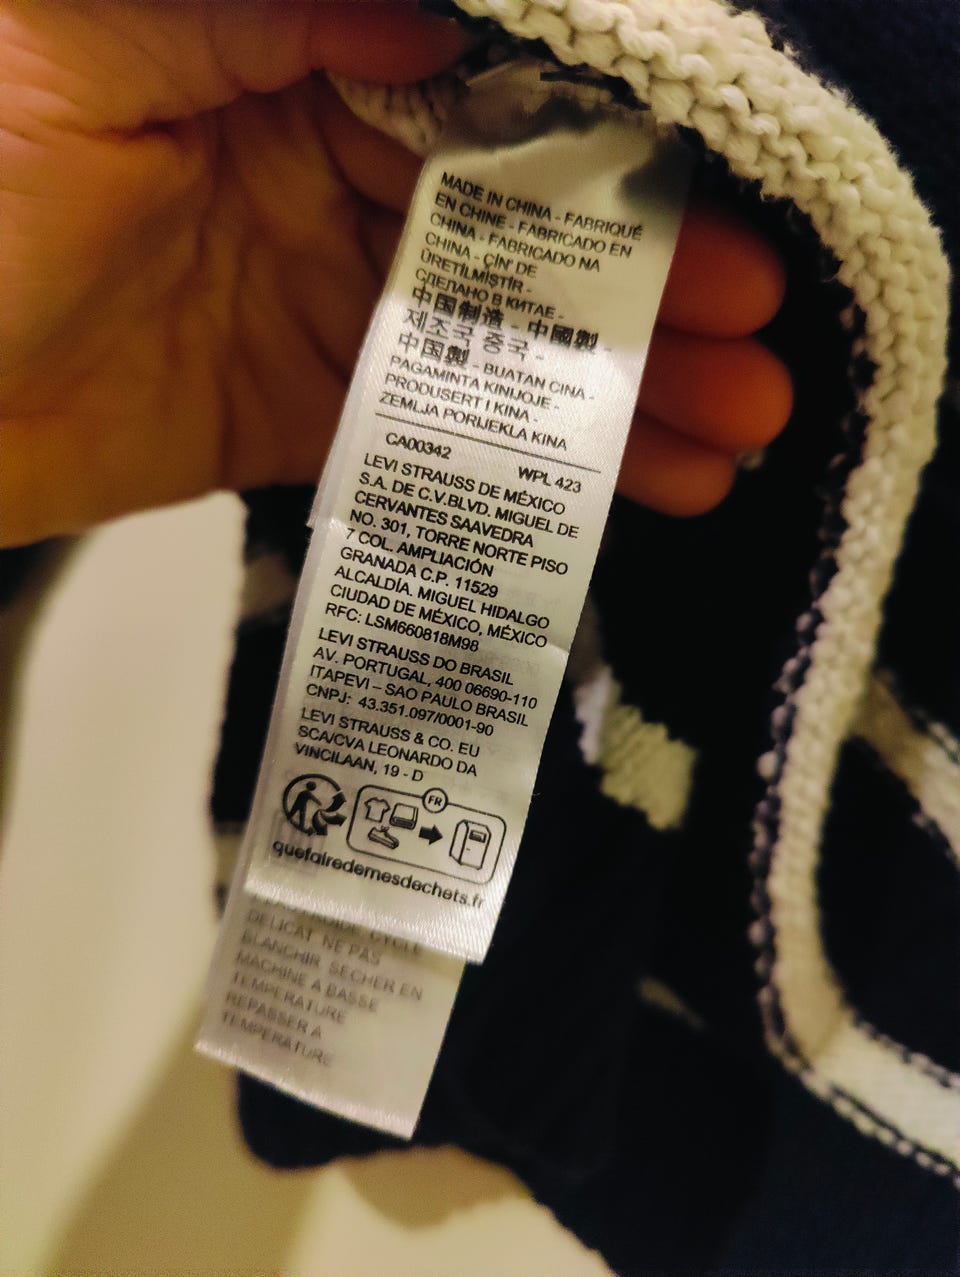 MADE IN CHINA - FABRIQUÉ
EN CHINE - FABRICADO EN
CHINA - FABRICADO NA
CHINA - ÇİN' DE
ÜRETİLMİŞTİR -
СДЕЛАНО В КИТАЕ -
中国制造 - 中國製 -
제조국 중국 -
中国製 - BUATAN CINA -
PAGAMINTA KINIJOJE -
PRODUSERT I KINA -
ZEMLJA PORIJEKLA KINA
CA00342 WPL 423
LEVI STRAUSS DE MÉXICO
S.A. DE C.V.BLVD. MIGUEL DE
CERVANTES SAAVEDRA
NO. 301, TORRE NORTE PISO
7 COL. AMPLIACIÓN
GRANADA C.P. 11529
ALCALDÍA. MIGUEL HIDALGO
CIUDAD DE MÉXICO, MÉXICO
RFC: LSM660818M98
LEVI STRAUSS DO BRASIL
AV. PORTUGAL, 400 06690-110
ITAPEVI – SAO PAULO BRASIL
CNPJ: 43.351.097/0001-90
LEVI STRAUSS & CO. EU
SCA/CVA LEONARDO DA
VINCILAAN, 19 - D
FR
quefairedemesdechets.fr
CYCLE
DELICAT NE PAS
BLANCHIR SECHER EN
MACHINE A BASSE
TEMPERATURE
REPASSER A
TEMPERATURE